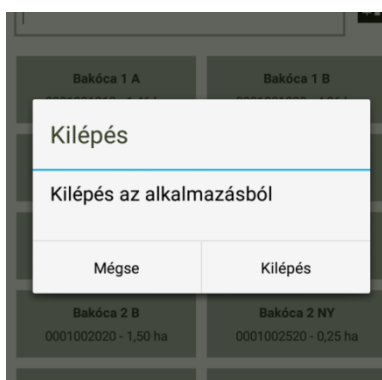 Bakóca 1 A
Bakóca 1 B
Kilépés
Kilépés az alkalmazásból
Mégse
Kilépés
Bakóca 2 B
Bakóca 2 NY
0001002020 - 1,50 ha
0001002520 - 0,25 ha